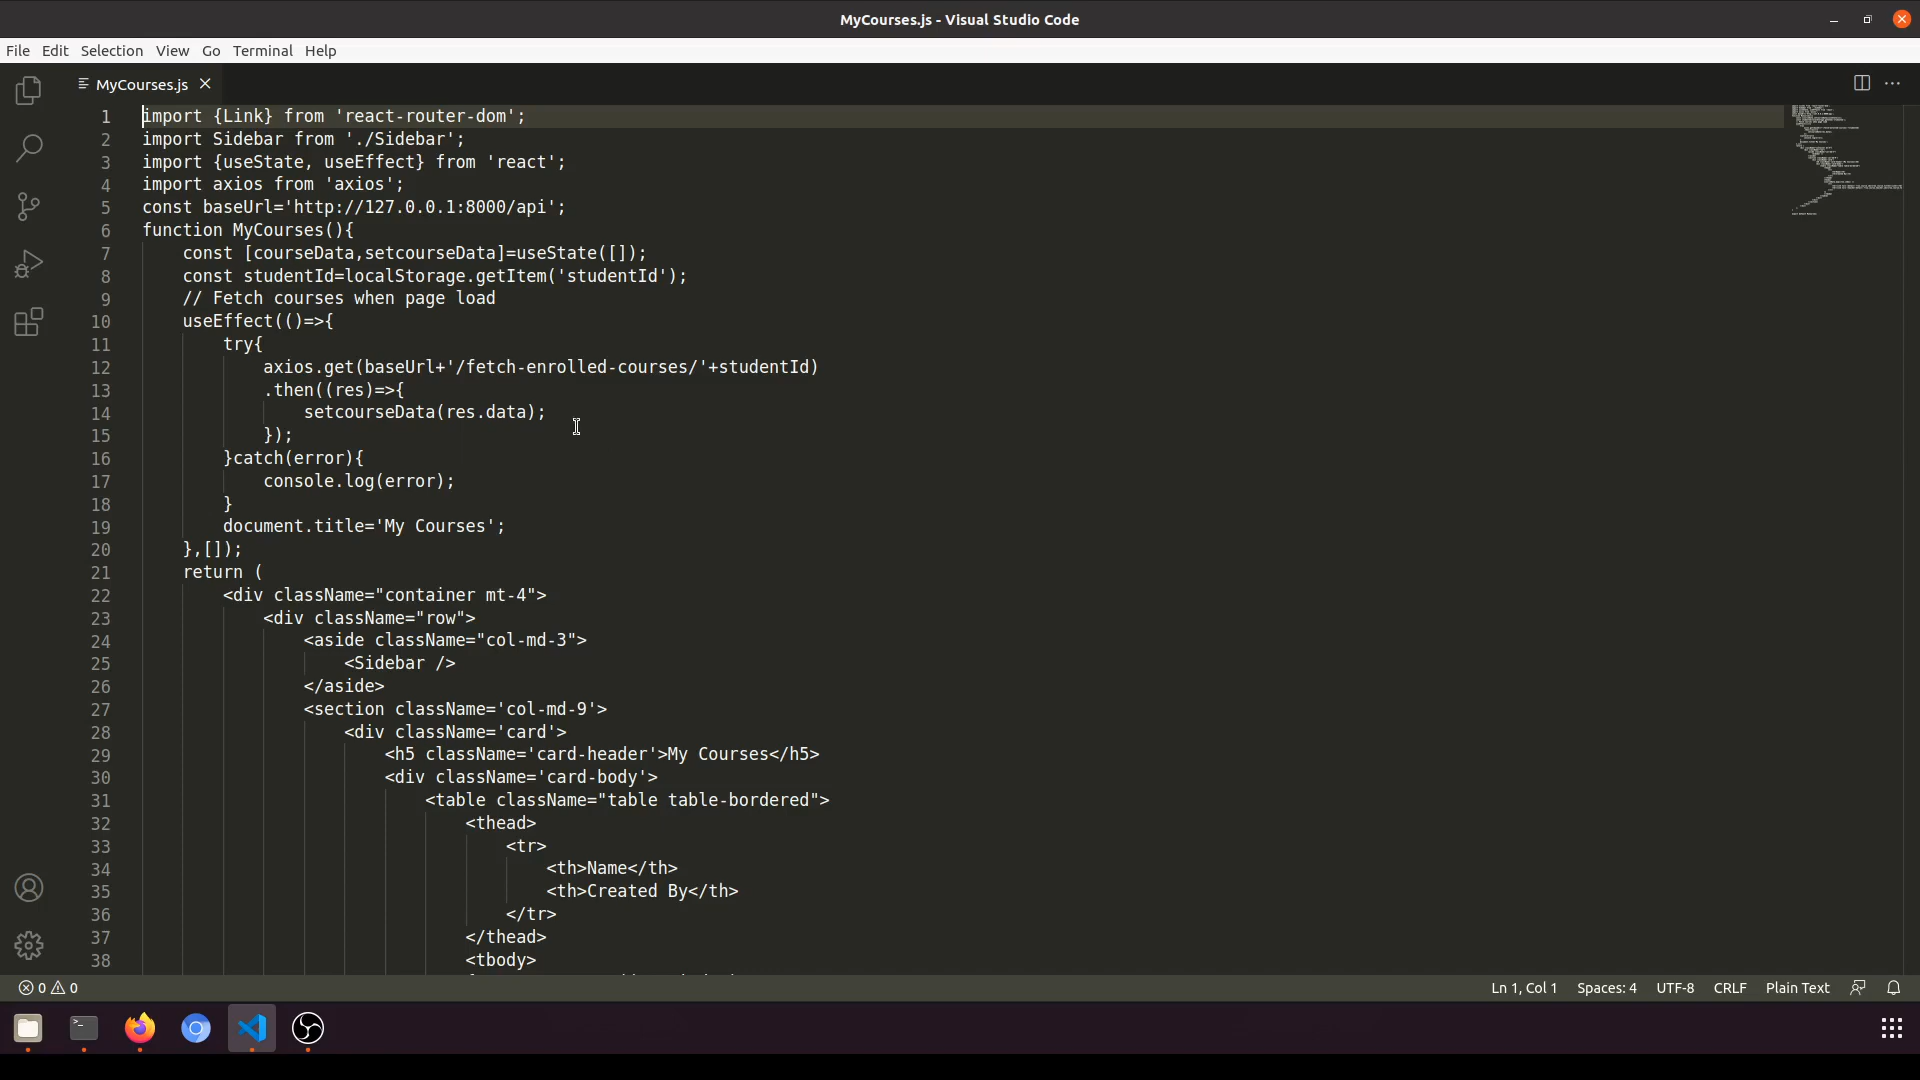 MyCourses.js - Visual Studio Code
File Edit Selection View Go Terminal Help
MyCourses.js
1 import {Link} from 'react-router-dom';
2 import Sidebar from './Sidebar';
3 import {useState, useEffect} from 'react';
4 import axios from 'axios';
5 const baseUrl='http://127.0.0.1:8000/api';
6 function MyCourses(){
7 const [courseData,setcourseData]=useState([]);
8 const studentId=localStorage.getItem('studentId');
9 // Fetch courses when page load
10 useEffect(()=>{
11 try{
12 axios.get(baseUrl+'/fetch-enrolled-courses/'+studentId)
13 .then((res)=>{
14 setcourseData(res.data);
15 });
16 }catch(error){
17 console.log(error);
18 }
19 document.title='My Courses';
20 },[]);
21 return (
22 <div className="container mt-4">
23 <div className="row">
24 <aside className="col-md-3">
25 <Sidebar />
26 </aside>
27 <section className='col-md-9'>
28 <div className='card'>
29 <h5 className='card-header'>My Courses</h5>
30 <div className='card-body'>
31 <table className="table table-bordered">
32 <thead>
33 <tr>
34 <th>Name</th>
35 <th>Created By</th>
36 </tr>
37 </thead>
38 <tbody>
0 0 Ln 1, Col 1 Spaces: 4 UTF-8 CRLF Plain Text